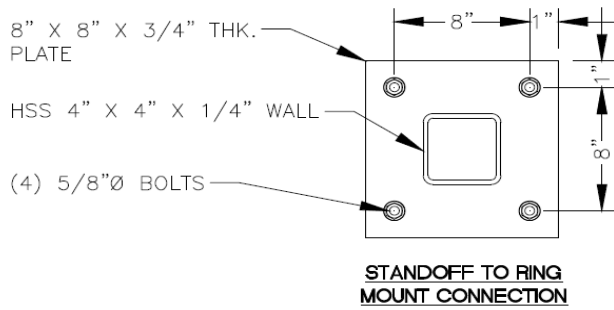 8” X 8” X 3/4” THK.
PLATE
HSS 4” X 4” X 1/4” WALL
(4) 5/8”Ø BOLTS
8”
1”
1”
8”
STANDOFF TO RING
MOUNT CONNECTION